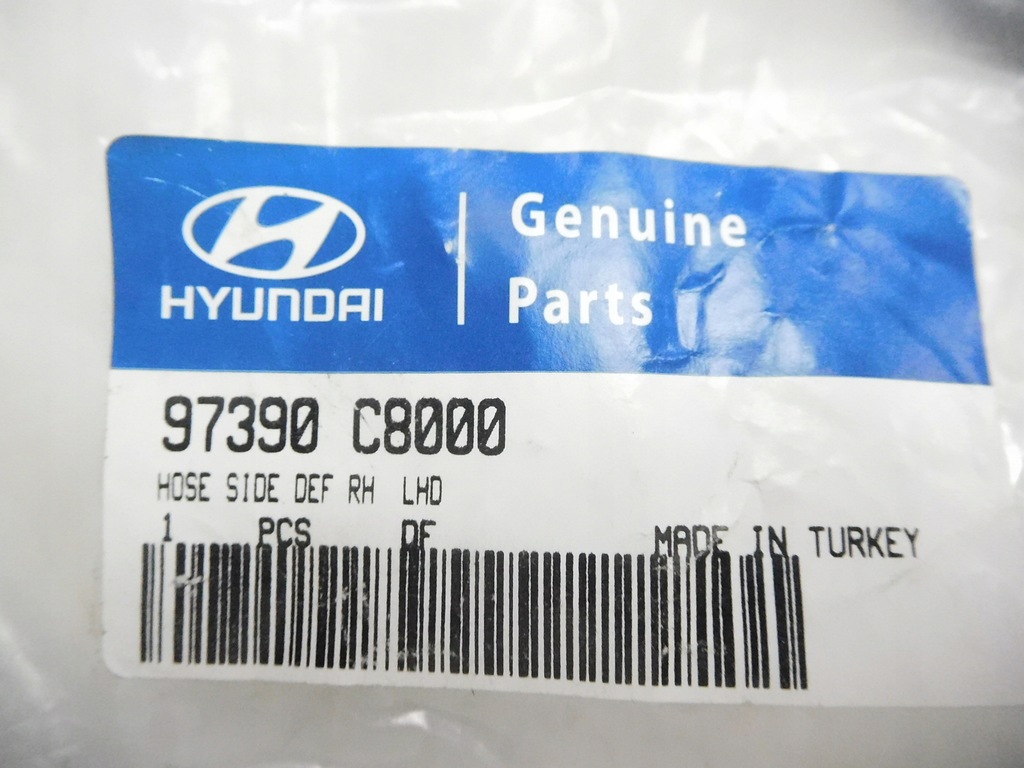 HYUNDAI
Genuine
Parts
97390 C8000
HOSE SIDE DEF RH LHD
1 PCS DF MADE IN TURKEY